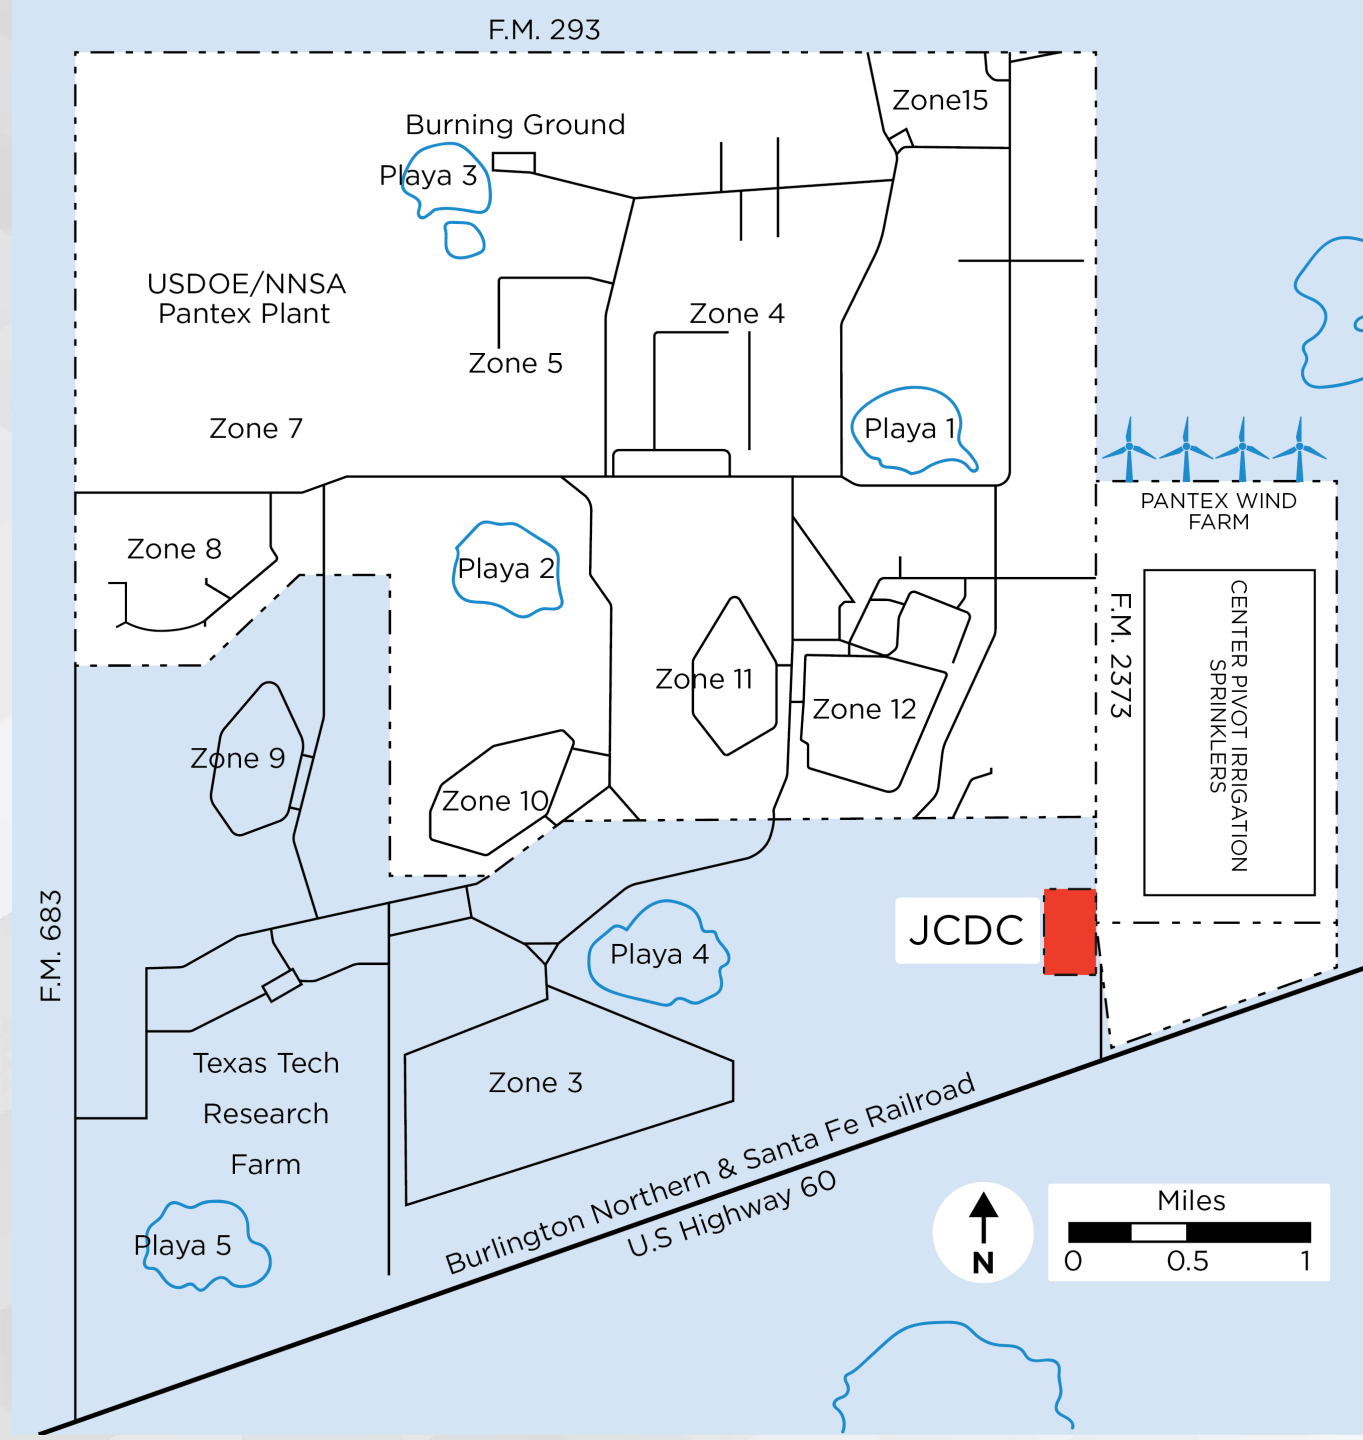 F.M. 293
Zone15
Burning Ground
Playa 3
USDOE/NNSA
Pantex Plant
Zone 4
Zone 5
Zone 7
Playa 1
PANTEX WIND
FARM
Zone 8
Playa 2
F.M. 2373
CENTER PIVOT IRRIGATION
SPRINKLERS
Zone 11
Zone 12
Zone 9
Zone 10
F.M. 683
JCDC
Playa 4
Texas Tech
Research
Farm
Zone 3
Burlington Northern & Santa Fe Railroad
U.S Highway 60
Playa 5
N
Miles
0 0.5 1